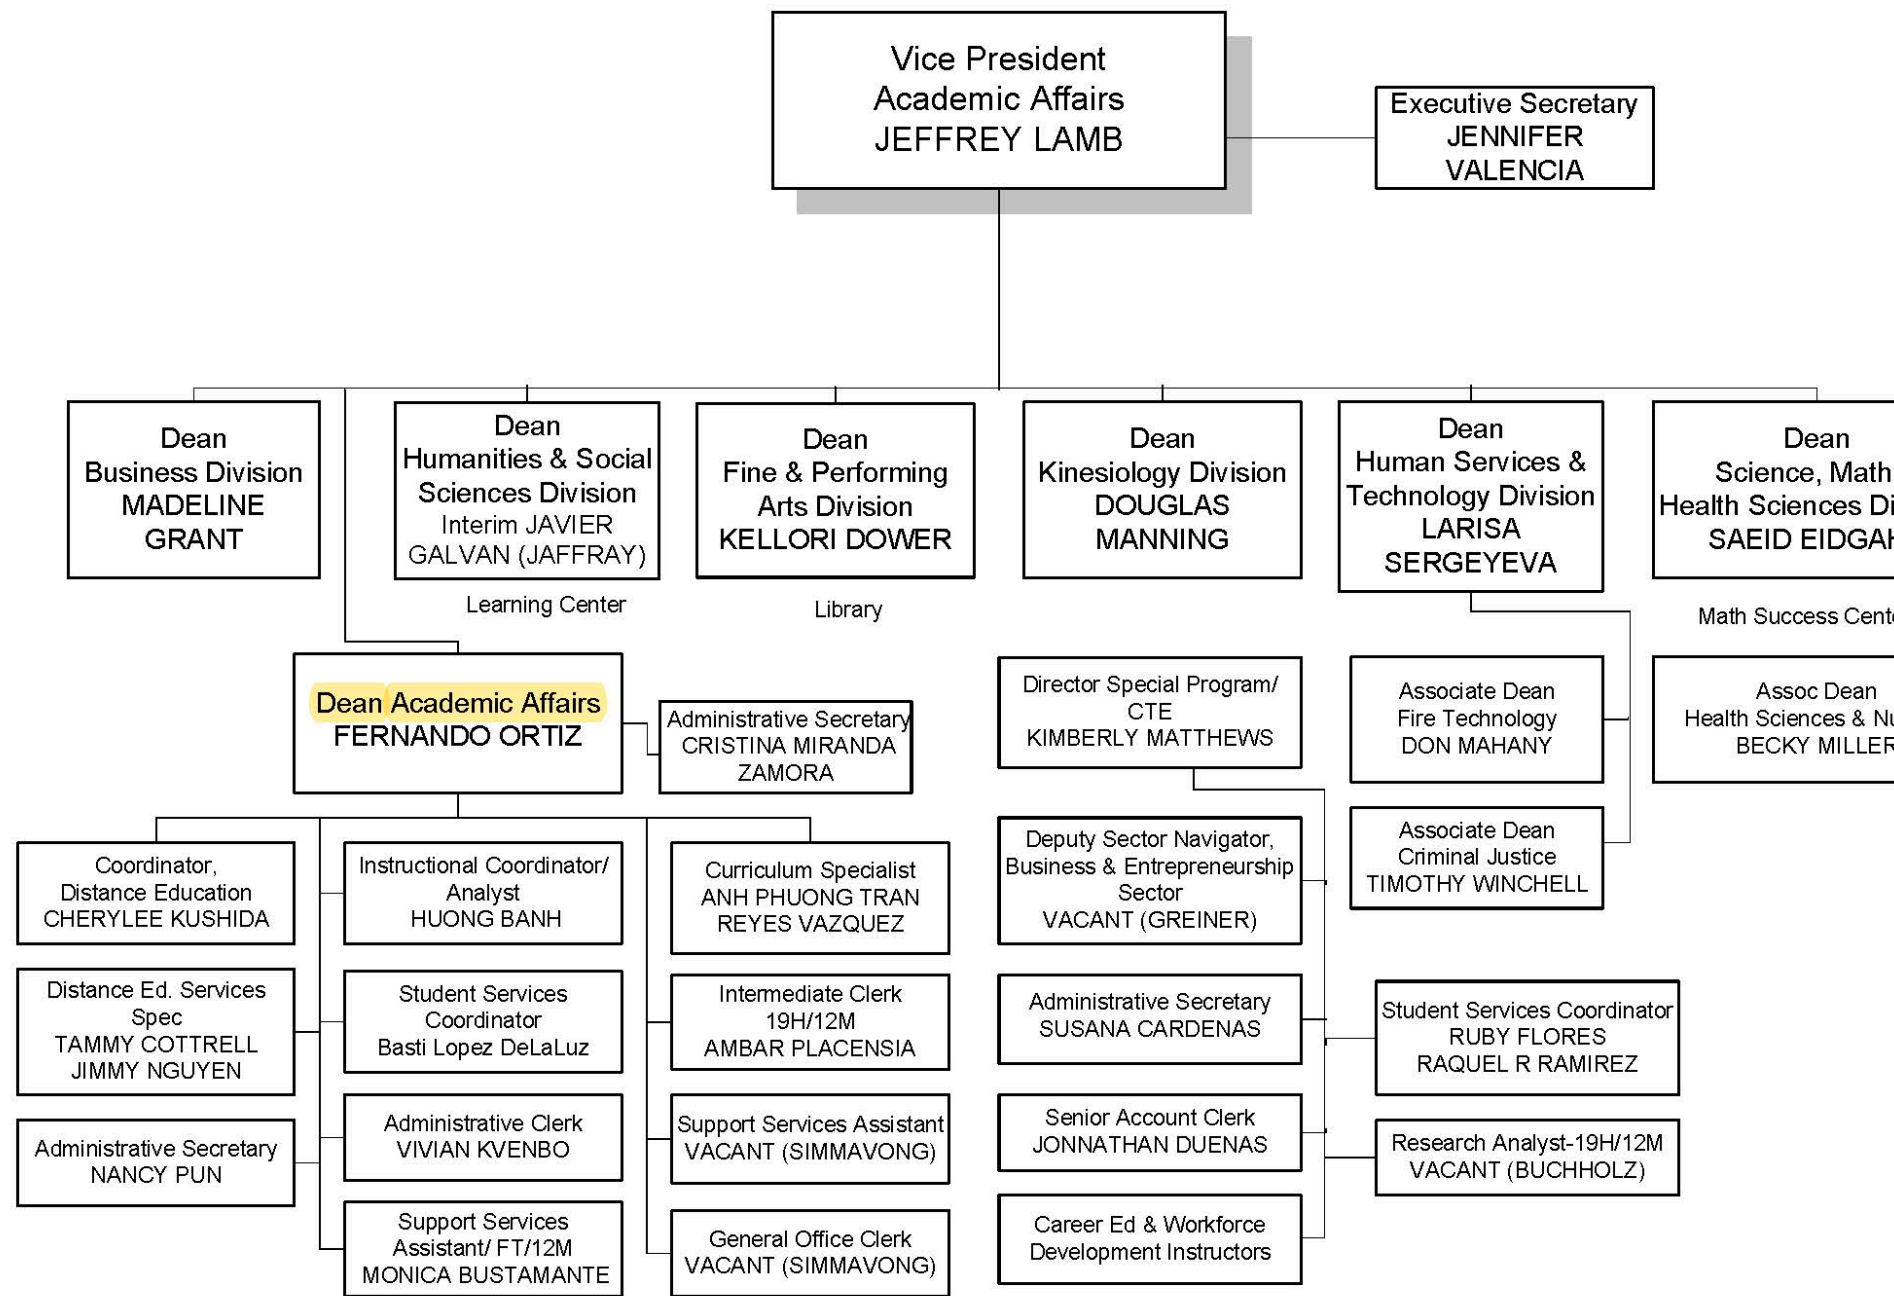 Vice President
Academic Affairs
JEFFREY LAMB
Executive Secretary
JENNIFER
VALENCIA
Dean
Business Division
MADELINE
GRANT
Dean
Humanities & Social
Sciences Division
Interim JAVIER
GALVAN (JAFFRAY)
Learning Center
Dean
Fine & Performing
Arts Division
KELLORI DOWER
Library
Dean
Kinesiology Division
DOUGLAS
MANNING
Dean
Human Services &
Technology Division
LARISA
SERGEYEVA
Dean
Science, Math
Health Sciences
SAEID
Math Success
Dean Academic Affairs
FERNANDO ORTIZ
Administrative Secretary
CRISTINA MIRANDA
ZAMORA
Director Special Program/
CTE
KIMBERLY MATTHEWS
Associate Dean
Fire Technology
DON MAHANY
Assoc Dean
Health Sciences &
BECKY MILLER
Associate Dean
Criminal Justice
TIMOTHY WINCHELL
Coordinator,
Distance Education
CHERYLEE KUSHIDA
Instructional Coordinator/
Analyst
HUONG BANH
Curriculum Specialist
ANH PHUONG TRAN
REYES VAZQUEZ
Deputy Sector Navigator,
Business & Entrepreneurship
Sector
VACANT (GREINER)
Distance Ed. Services
Spec
TAMMY COTTRELL
JIMMY NGUYEN
Student Services
Coordinator
Basti Lopez DeLaLuz
Intermediate Clerk
19H/12M
AMBAR PLACENSIA
Administrative Secretary
SUSANA CARDENAS
Student Services Coordinator
RUBY FLORES
RAQUEL R RAMIREZ
Administrative Secretary
NANCY PUN
Administrative Clerk
VIVIAN KVENBO
Support Services Assistant
VACANT (SIMMAVONG)
Senior Account Clerk
JONNATHAN DUENAS
Research Analyst-19H/12M
VACANT (BUCHHOLZ)
Support Services
Assistant/ FT/12M
MONICA BUSTAMANTE
General Office Clerk
VACANT (SIMMAVONG)
Career Ed & Workforce
Development Instructors